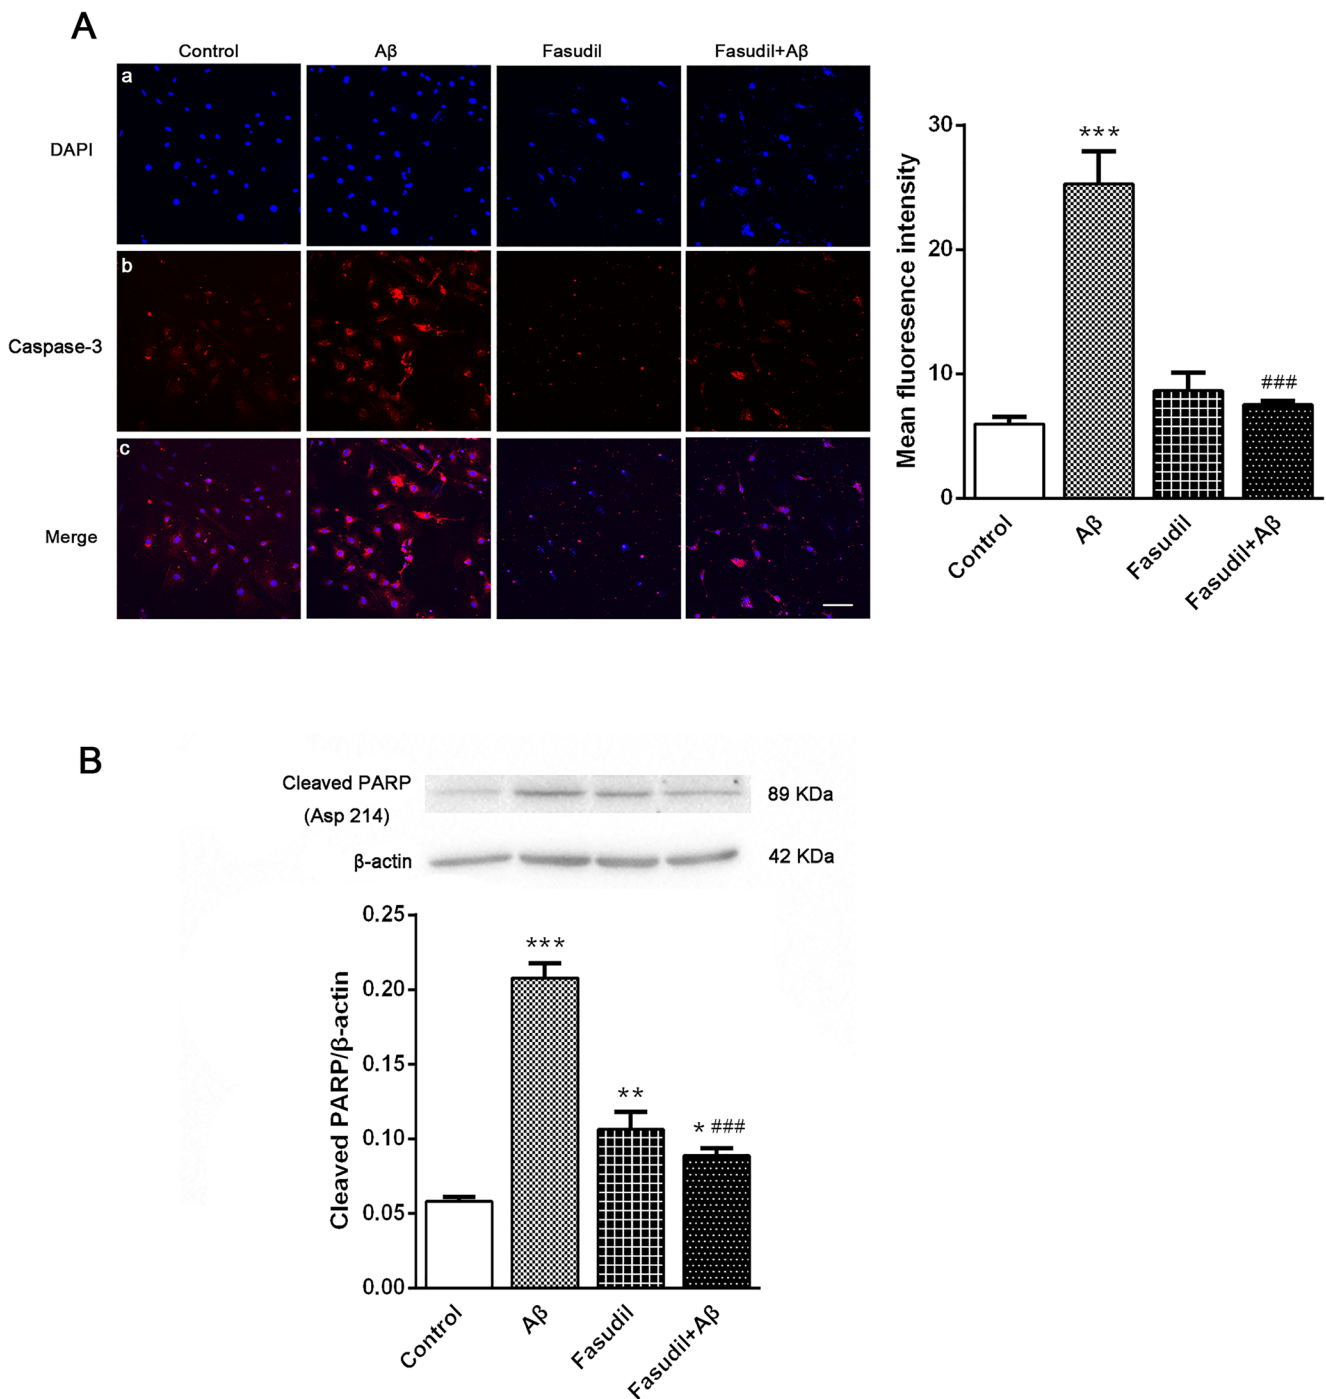 A
Control Aβ Fasudil Fasudil+Aβ
a
DAPI
b
Caspase-3
c
Merge
Mean fluoresence intensity
30
20
10
0
***
###
Control
Aβ
Fasudil
Fasudil+Aβ
B
Cleaved PARP
(Asp 214)
89 KDa
β-actin
42 KDa
Cleaved PARP/β-actin
0.25
0.20
0.15
0.10
0.05
0.00
***
**
* ###
Control
Aβ
Fasudil
Fasudil+Aβ